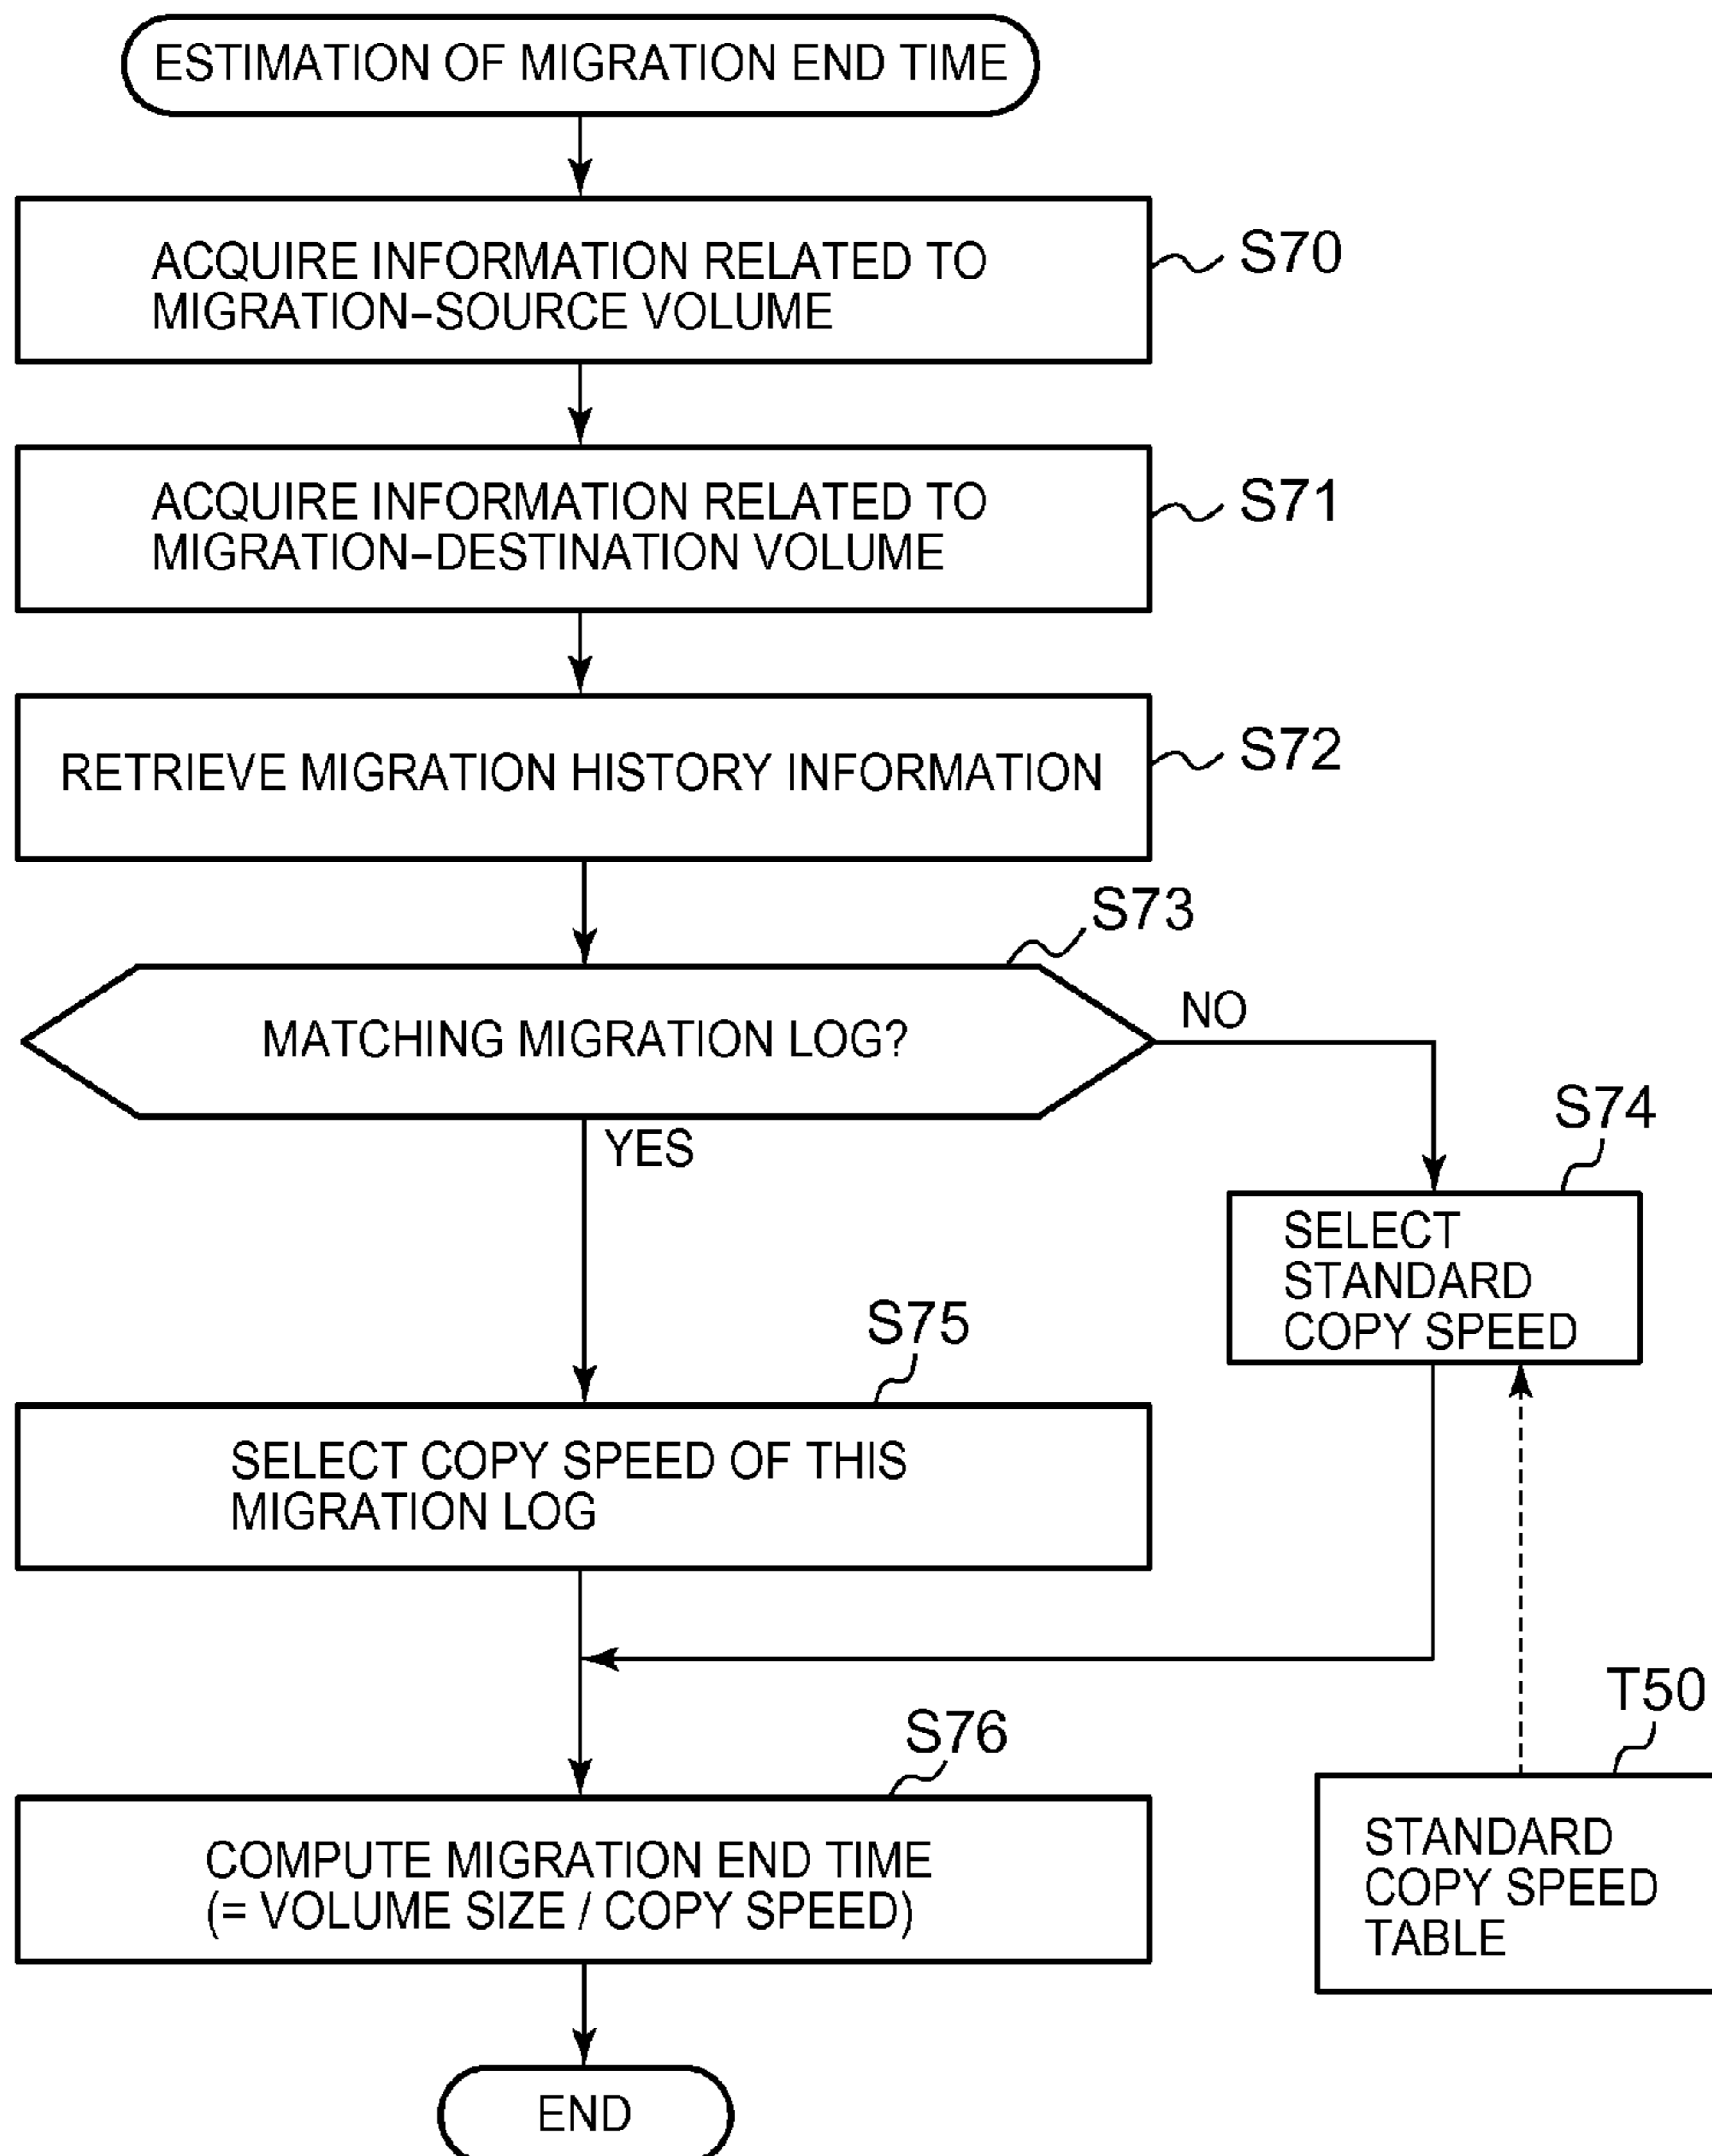 ESTIMATION OF MIGRATION END TIME
ACQUIRE INFORMATION RELATED TO
MIGRATION-SOURCE VOLUME
S70
ACQUIRE INFORMATION RELATED TO
MIGRATION-DESTINATION VOLUME
S71
RETRIEVE MIGRATION HISTORY INFORMATION
S72
S73
MATCHING MIGRATION LOG?
NO
YES
S74
SELECT
STANDARD
COPY SPEED
S75
SELECT COPY SPEED OF THIS
MIGRATION LOG
T50
STANDARD
COPY SPEED
TABLE
S76
COMPUTE MIGRATION END TIME
(= VOLUME SIZE / COPY SPEED)
END